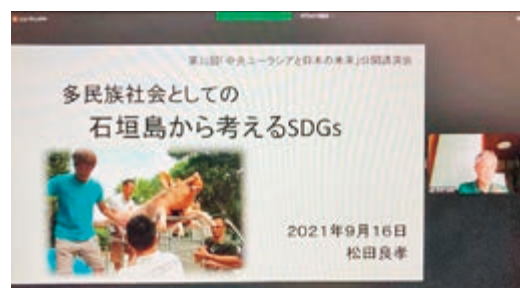 第32回「中央ユーラシアと日本の未来」公開講演会
多民族社会としての
石垣島から考えるSDGs
2021年9月16日
松田良孝